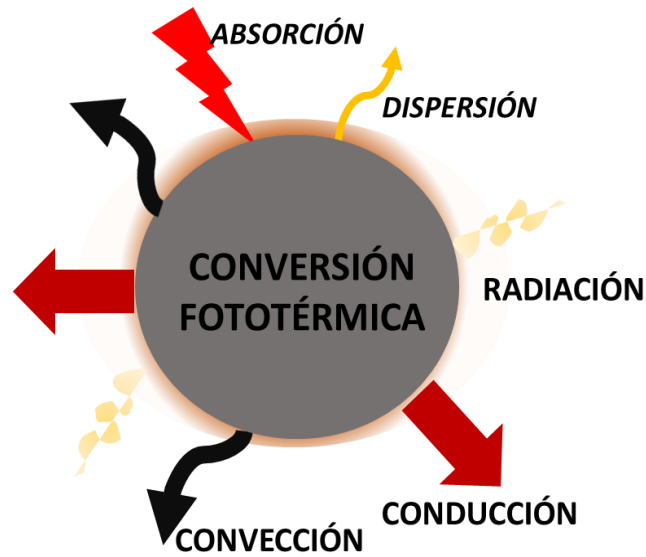 ABSORCIÓN
DISPERSIÓN
CONVERSIÓN
FOTOTÉRMICA
RADIACIÓN
CONDUCCIÓN
CONVECCIÓN